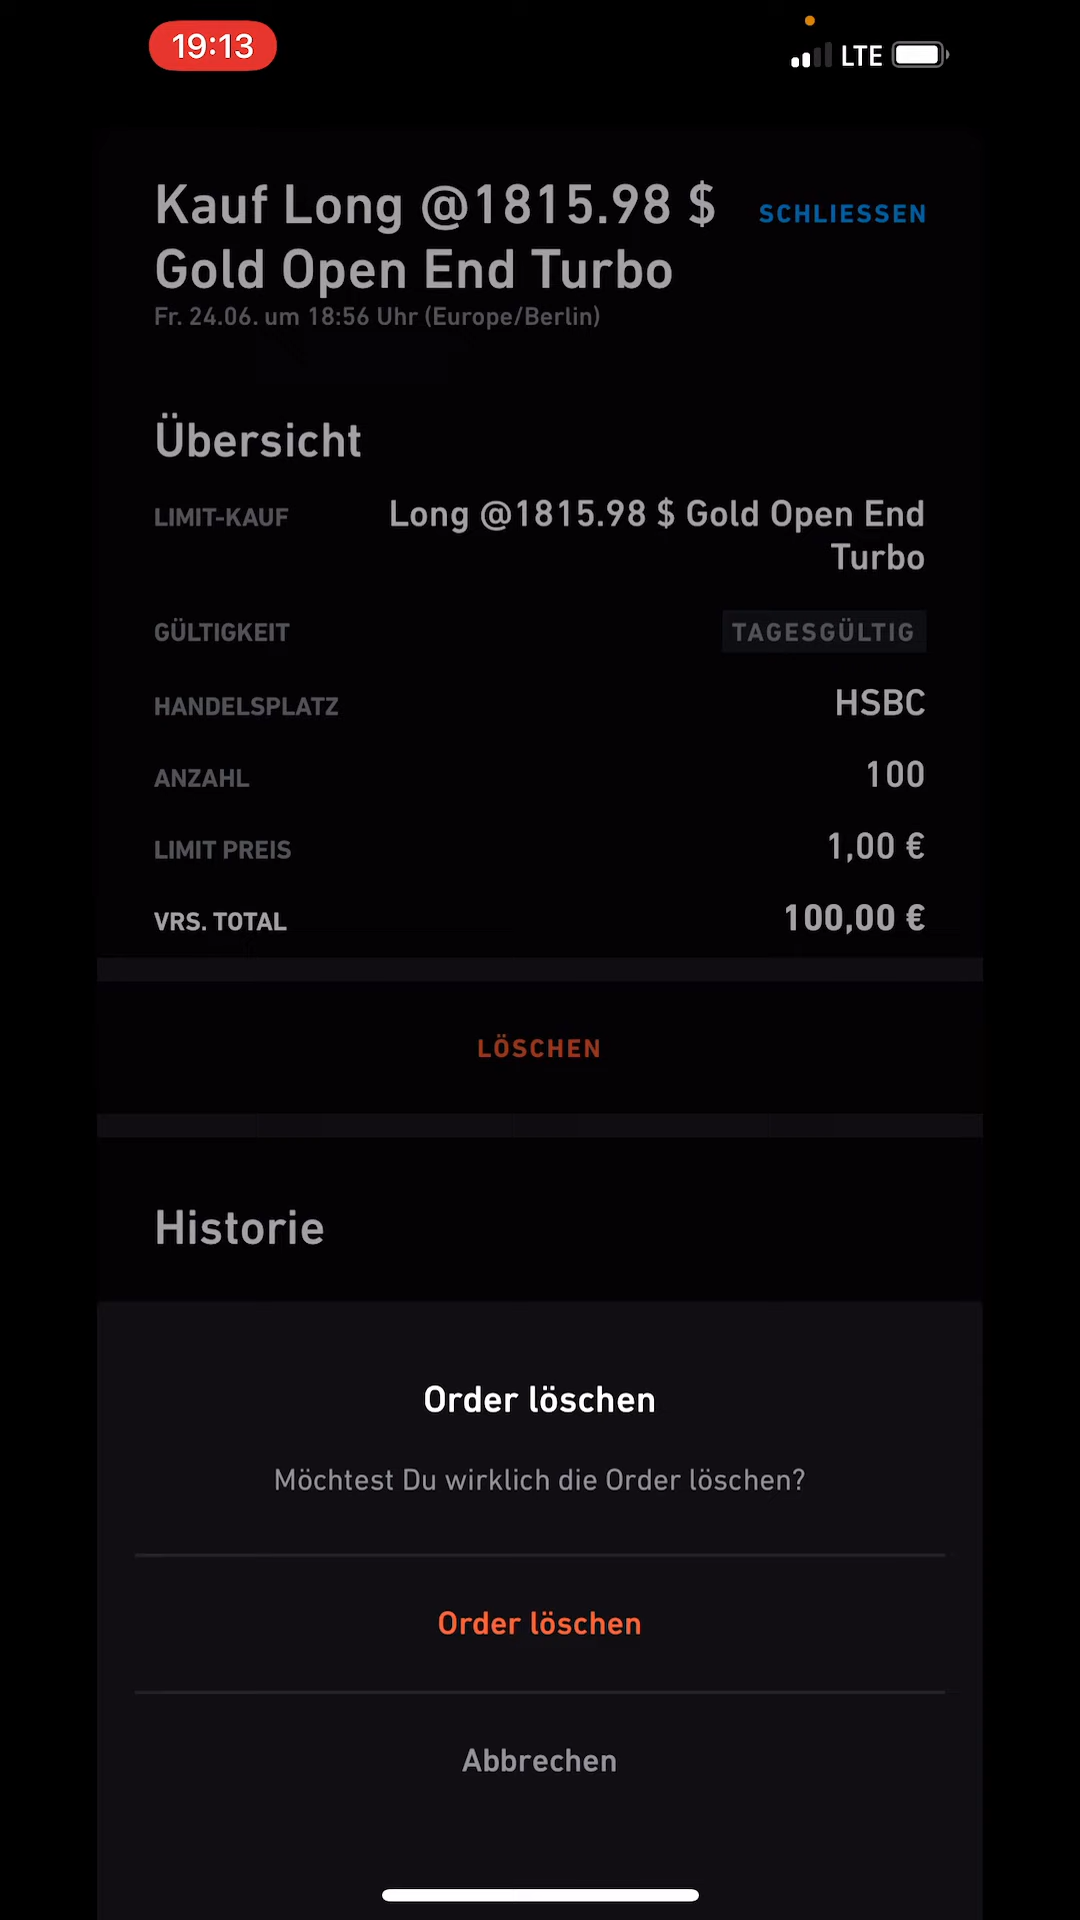 19:13
LTE
Kauf Long @1815.98 $
SCHLIESSEN
Gold Open End Turbo
Fr. 24.06. um 18:56 Uhr (Europe/Berlin)
Übersicht
LIMIT-KAUF
Long @1815.98 $ Gold Open End
Turbo
GÜLTIGKEIT
TAGESGÜLTIG
HANDELSPLATZ
HSBC
ANZAHL
100
LIMIT PREIS
1,00 €
VRS. TOTAL
100,00 €
LÖSCHEN
Historie
Order löschen
Möchtest Du wirklich die Order löschen?
Order löschen
Abbrechen